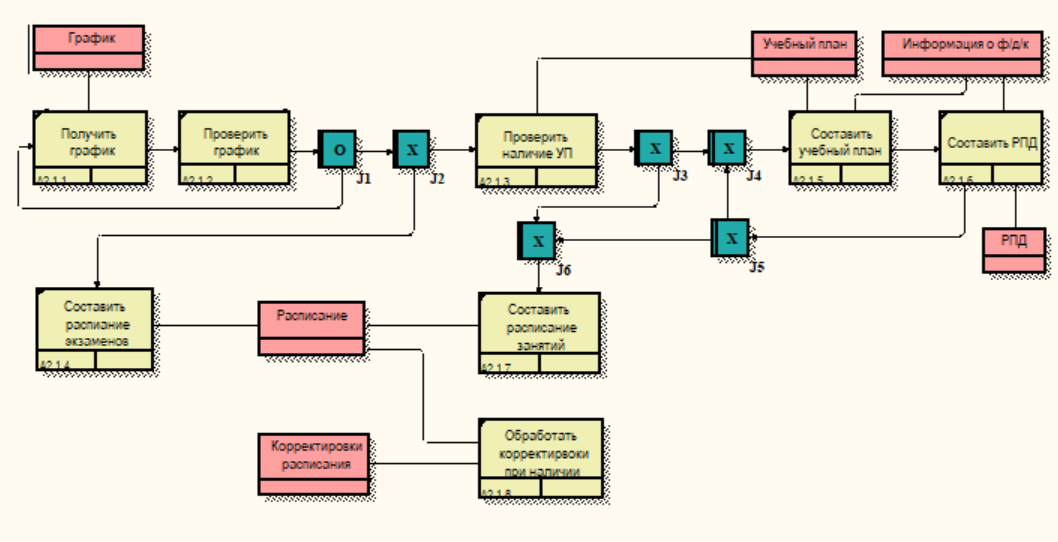 График
Учебный план
Информация о ф/д/к
Получить
график
A2.1.1
Проверить
график
A2.1.2
O
J1
X
J2
Проверить
наличие УП
A2.1.3
X
J3
X
J4
Составить
учебный план
A2.1.5
Составить РПД
A2.1.6
X
J6
X
J5
РПД
Составить
распиание
экзаменов
A2.1.4
Расписание
Составить
расписание
занятий
A2.1.7
Корректировки
расписания
Обработать
корректирвоки
при наличии
A2.1.8